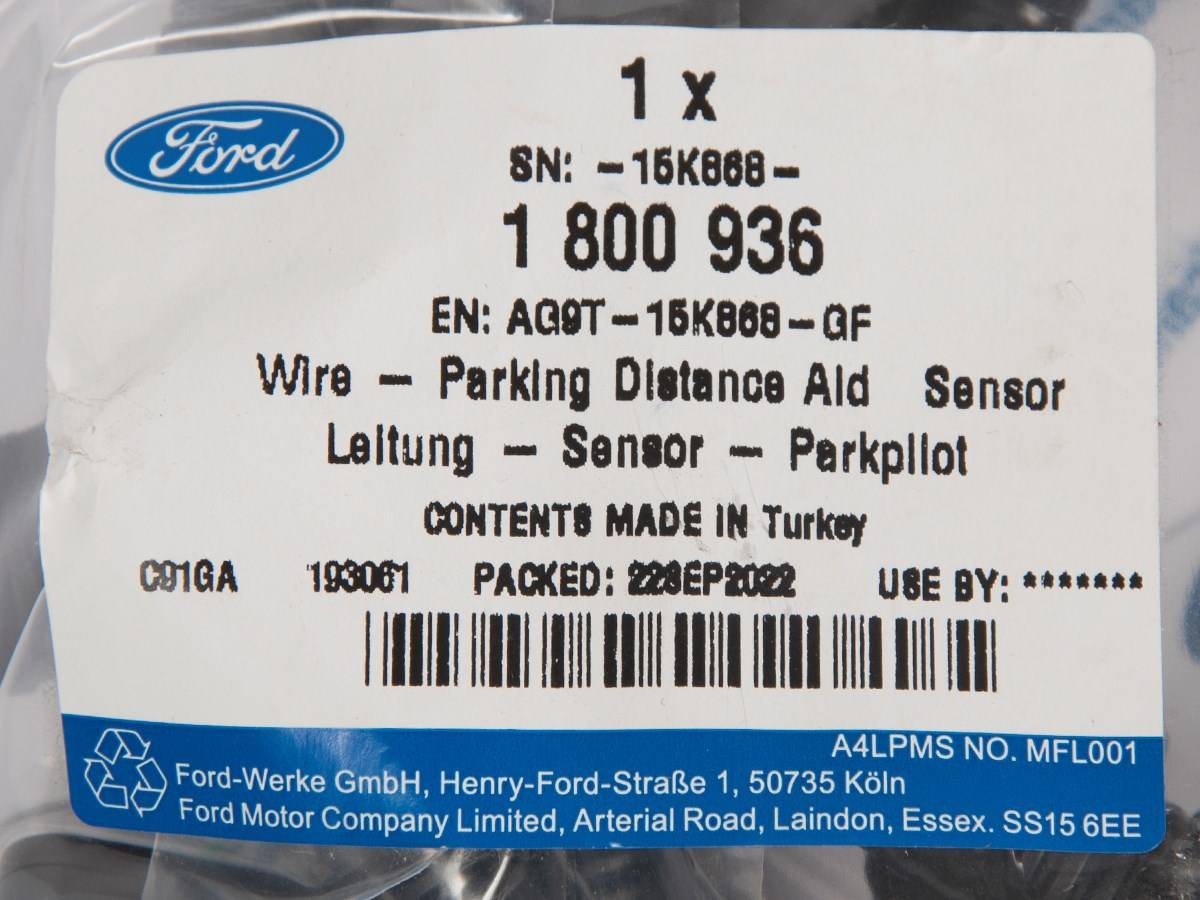 Ford
1 x
SN: -15K868-
1 800 936
EN: AG9T-15K868-GF
Wire - Parking Distance Aid Sensor
Leitung - Sensor - Parkpilot
CONTENTS MADE IN Turkey
C91GA 193061 PACKED: 22SEP2022 USE BY: *******
A4LPMS NO. MFL001
Ford-Werke GmbH, Henry-Ford-Straße 1, 50735 Köln
Ford Motor Company Limited, Arterial Road, Laindon, Essex. SS15 6EE